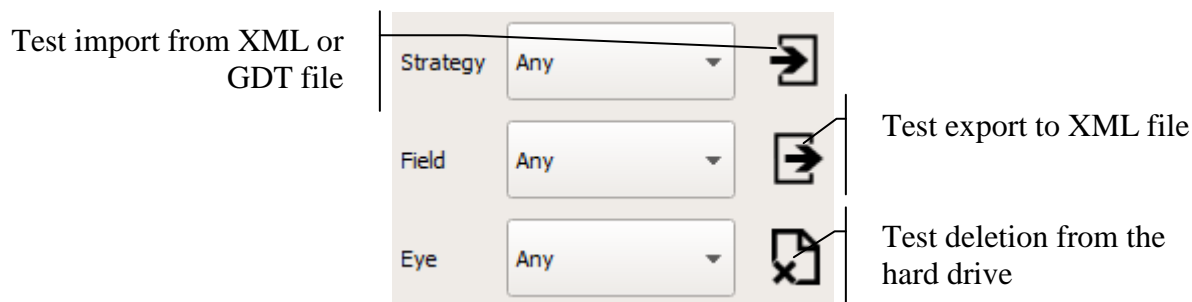 Test import from XML or
GDT file
Strategy Any
Test export to XML file
Field Any
Eye Any
Test deletion from the
hard drive